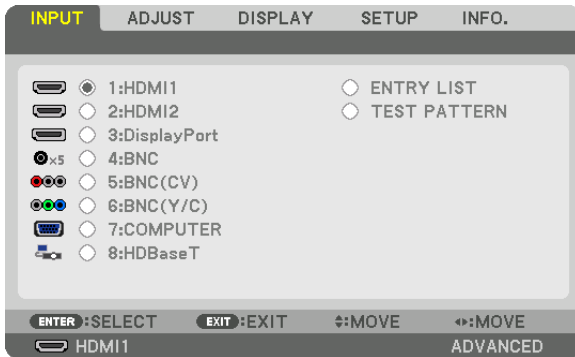 INPUT ADJUST DISPLAY SETUP INFO.
1:HDMI1 ENTRY LIST
2:HDMI2 TEST PATTERN
3:DisplayPort
×5 4:BNC
5:BNC(CV)
6:BNC(Y/C)
7:COMPUTER
8:HDBaseT
ENTER:SELECT EXIT:EXIT :MOVE :MOVE
HDMI1 ADVANCED